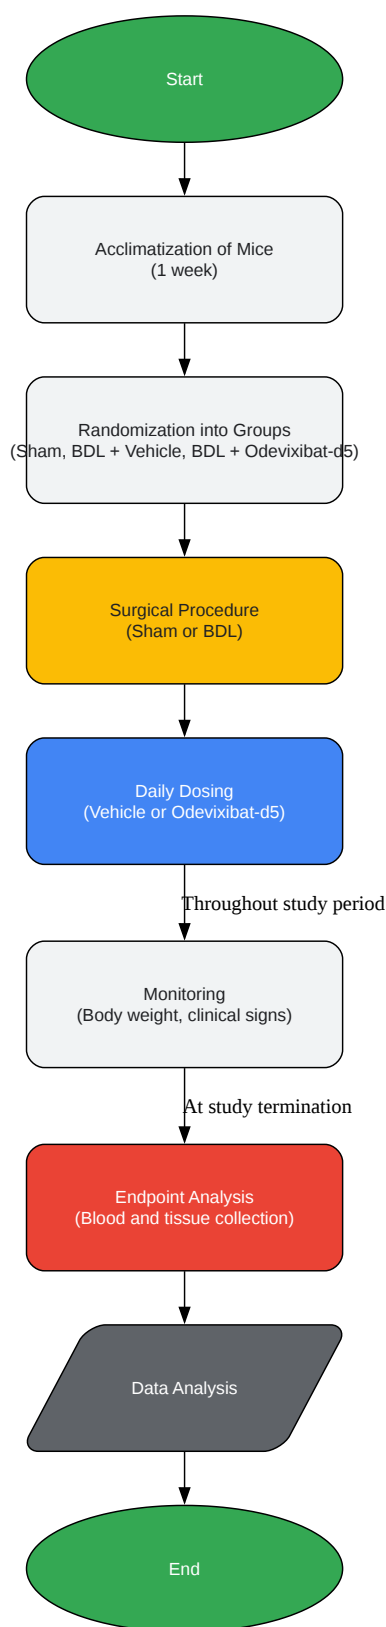 Start
Acclimatization of Mice
(1 week)
Randomization into Groups
(Sham, BDL + Vehicle, BDL + Odevixibat-d5)
Surgical Procedure
(Sham or BDL)
Daily Dosing
(Vehicle or Odevixibat-d5)
Throughout study period
Monitoring
(Body weight, clinical signs)
At study termination
Endpoint Analysis
(Blood and tissue collection)
Data Analysis
End